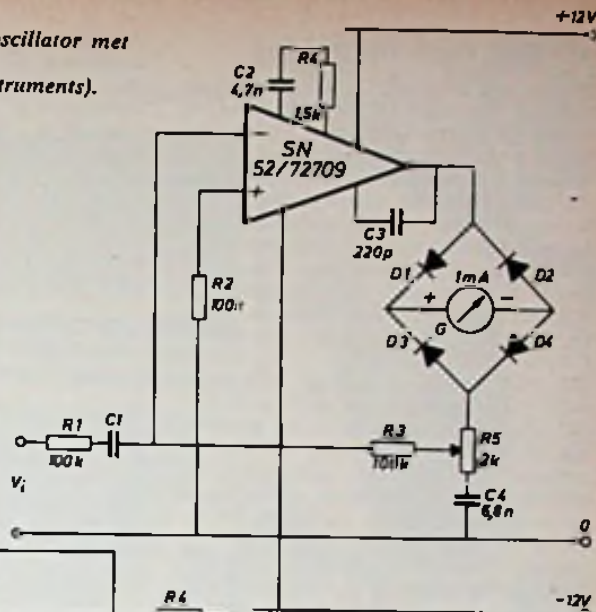 +12V
oscillator met
truments).
C2
4,7n
R4
1,5k
SN
52/72709
C3
220p
R2
D1
1mA
D2
+
-
G
D3
D4
R1
100k
C1
R3
R5
2k
C4
6,8n
Vi
0
R4
-12V